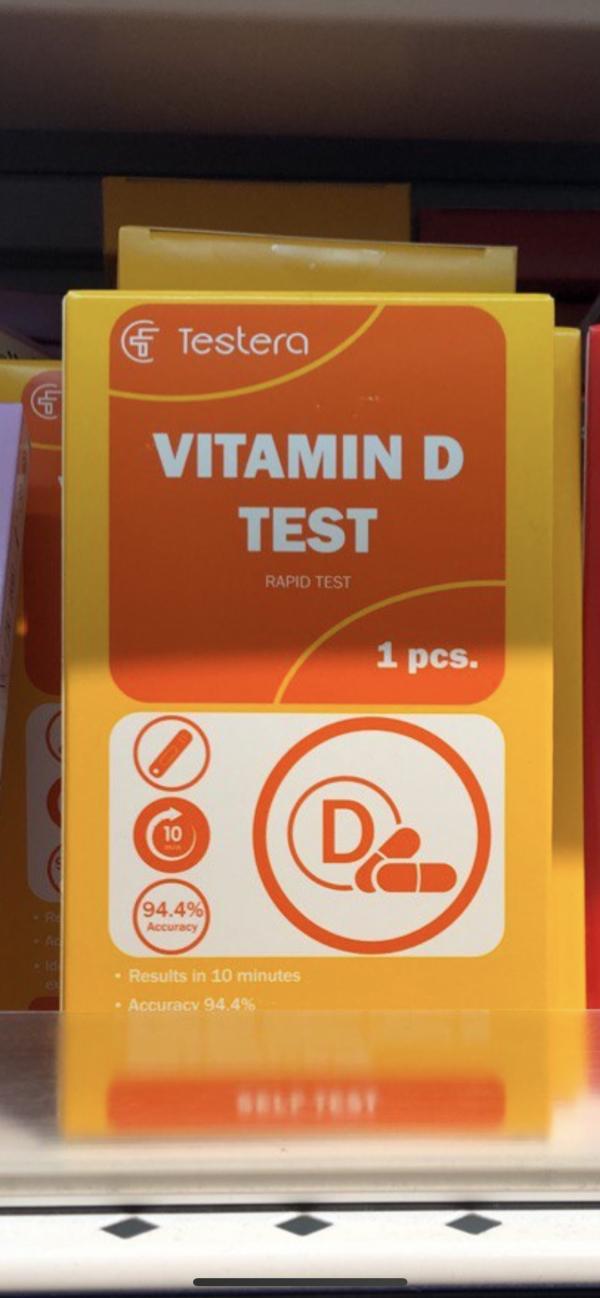 Testera
VITAMIN D
TEST
RAPID TEST
1 pcs.
10
min
D
94.4%
Accuracy
• Results in 10 minutes
• Accuracy 94.4%
SELF-TEST